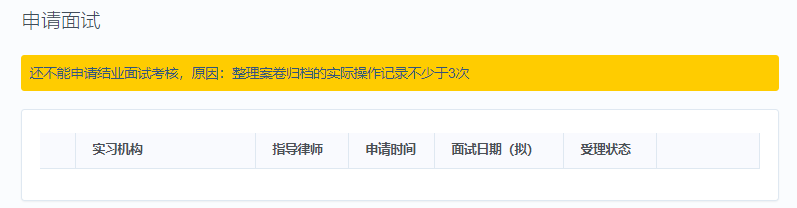 申请面试
还不能申请结业面试考核，原因：整理案卷归档的实际操作记录不少于3次
实习机构 指导律师 申请时间 面试日期（拟） 受理状态